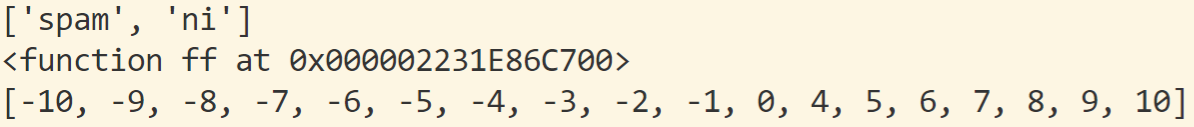 ['spam', 'ni']
<function ff at 0x000002231E86C700>
[-10, -9, -8, -7, -6, -5, -4, -3, -2, -1, 0, 4, 5, 6, 7, 8, 9, 10]